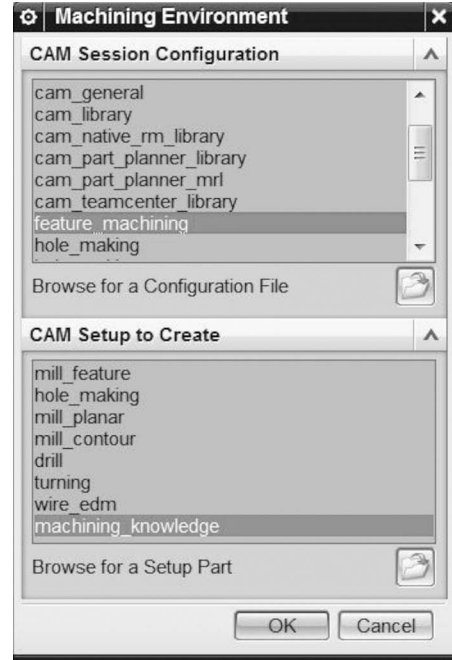 Machining Environment
CAM Session Configuration
cam_general
cam_library
cam_native_rm_library
cam_part_planner_library
cam_part_planner_mrl
cam_teamcenter_library
feature_machining
hole_making
Browse for a Configuration File
CAM Setup to Create
mill_feature
hole_making
mill_planar
mill_contour
drill
turning
wire_edm
machining_knowledge
Browse for a Setup Part
OK Cancel